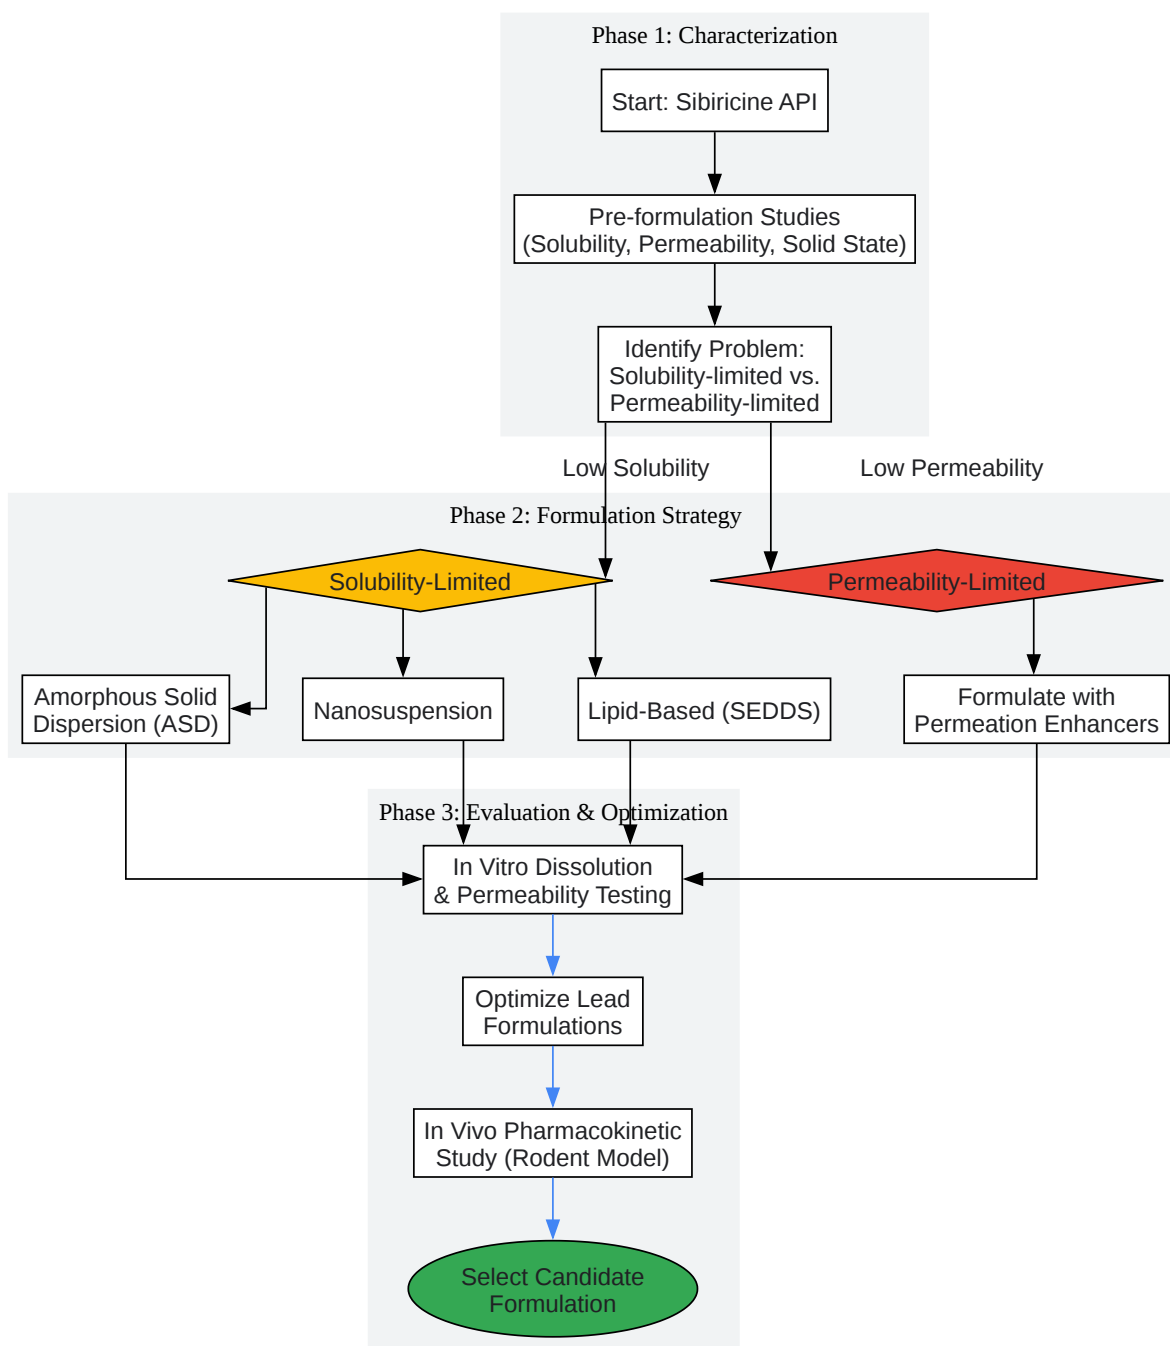 Phase 1: Characterization
Start: Sibiricine API
Pre-formulation Studies
(Solubility, Permeability, Solid State)
Identify Problem:
Solubility-limited vs.
Permeability-limited
Low Solubility
Low Permeability
Phase 2: Formulation Strategy
Solubility-Limited
Permeability-Limited
Amorphous Solid
Dispersion (ASD)
Nanosuspension
Lipid-Based (SEDDS)
Formulate with
Permeation Enhancers
Phase 3: Evaluation & Optimization
In Vitro Dissolution
& Permeability Testing
Optimize Lead
Formulations
In Vivo Pharmacokinetic
Study (Rodent Model)
Select Candidate
Formulation